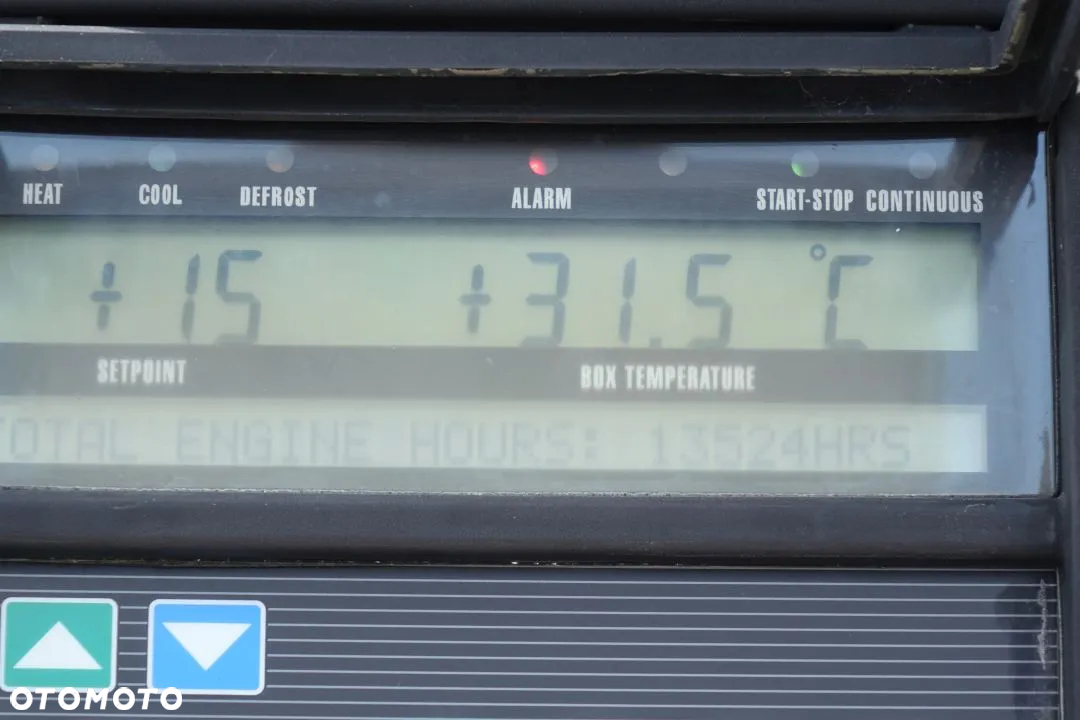 HEAT COOL DEFROST ALARM START-STOP CONTINUOUS
+15 +31.5 °C
SETPOINT BOX TEMPERATURE
TOTAL ENGINE HOURS: 13524HRS
OTOMOTO